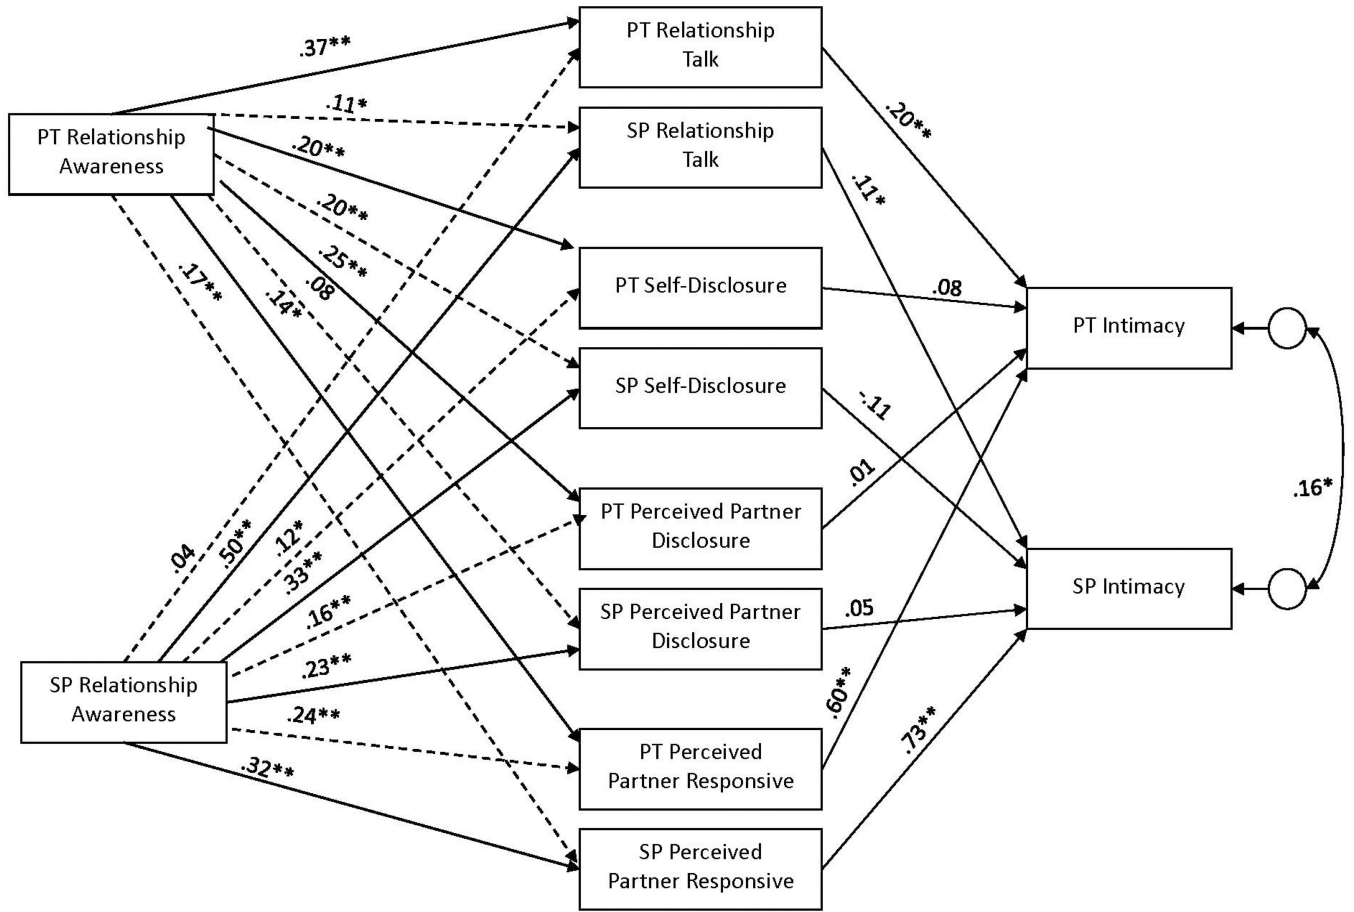 PT Relationship
Awareness
SP Relationship
Awareness
.37**
.11*
.20**
.20**
.25**
.08
.14*
.17**
.04
.50**
.12*
.33**
.16**
.23**
.24**
.32**
PT Relationship
Talk
SP Relationship
Talk
PT Self-Disclosure
SP Self-Disclosure
PT Perceived Partner
Disclosure
SP Perceived Partner
Disclosure
PT Perceived
Partner Responsive
SP Perceived
Partner Responsive
.20**
.11*
.08
-.11
.01
.05
.60**
.73**
PT Intimacy
SP Intimacy
.16*